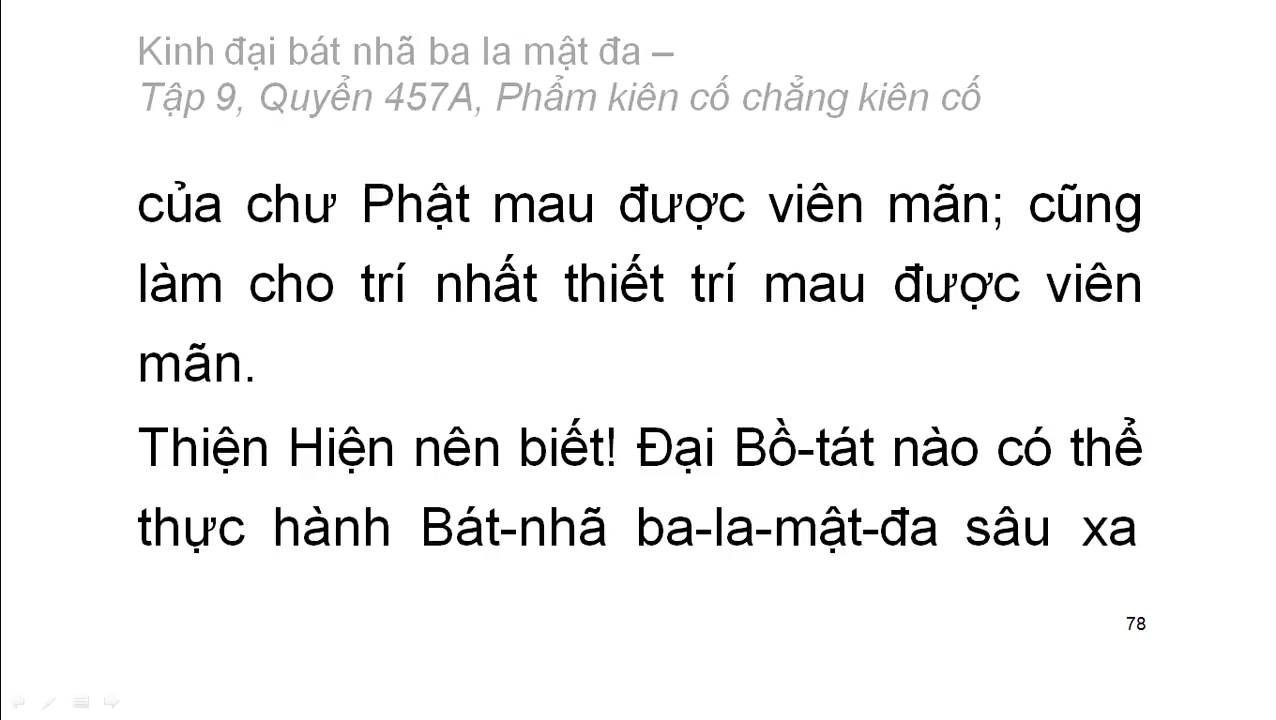 Kinh đại bát nhã ba la mật đa –
Tập 9, Quyển 457A, Phẩm kiên cố chẳng kiên cố
của chư Phật mau được viên mãn; cũng
làm cho trí nhất thiết trí mau được viên
mãn.
Thiện Hiện nên biết! Đại Bồ-tát nào có thể
thực hành Bát-nhã ba-la-mật-đa sâu xa
78